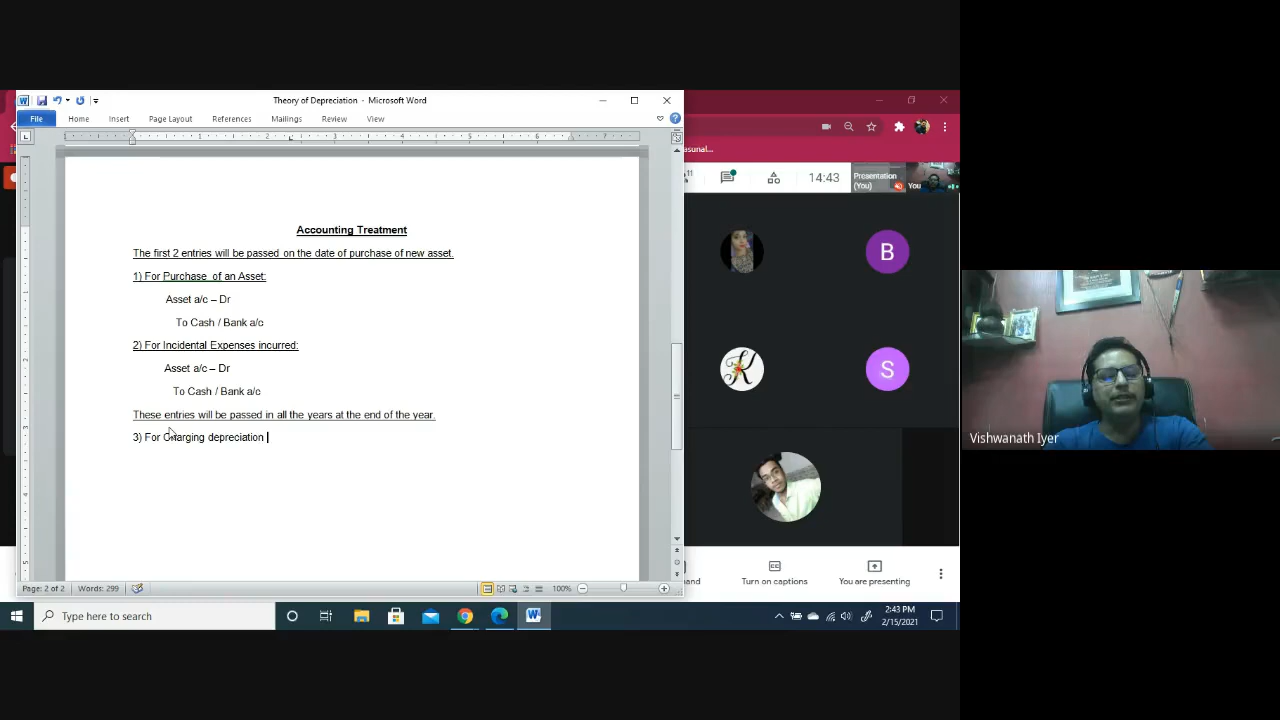 Theory of Depreciation - Microsoft Word
File Home Insert Page Layout References Mailings Review View
Accounting Treatment
The first 2 entries will be passed on the date of purchase of new asset.
1) For Purchase of an Asset:
Asset a/c – Dr
To Cash / Bank a/c
2) For Incidental Expenses incurred:
Asset a/c – Dr
To Cash / Bank a/c
These entries will be passed in all the years at the end of the year.
3) For Charging depreciation
Page: 2 of 2 Words: 299 100%
asunal...
11 14:43 Presentation (You) You
B
K
S
and Turn on captions You are presenting
Type here to search
2:43 PM
2/15/2021
Vishwanath Iyer